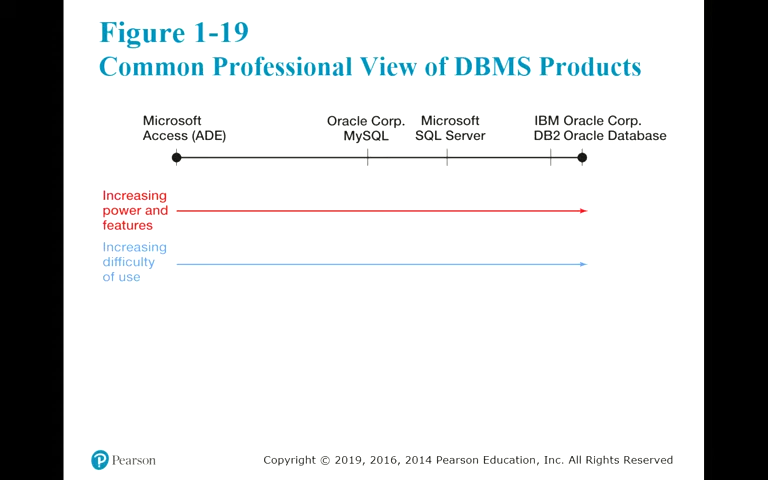 Figure 1-19
Common Professional View of DBMS Products
Microsoft
Access (ADE)
Oracle Corp.
MySQL
Microsoft
SQL Server
IBM
DB2
Oracle Corp.
Oracle Database
Increasing
power and
features
Increasing
difficulty
of use
Pearson
Copyright © 2019, 2016, 2014 Pearson Education, Inc. All Rights Reserved